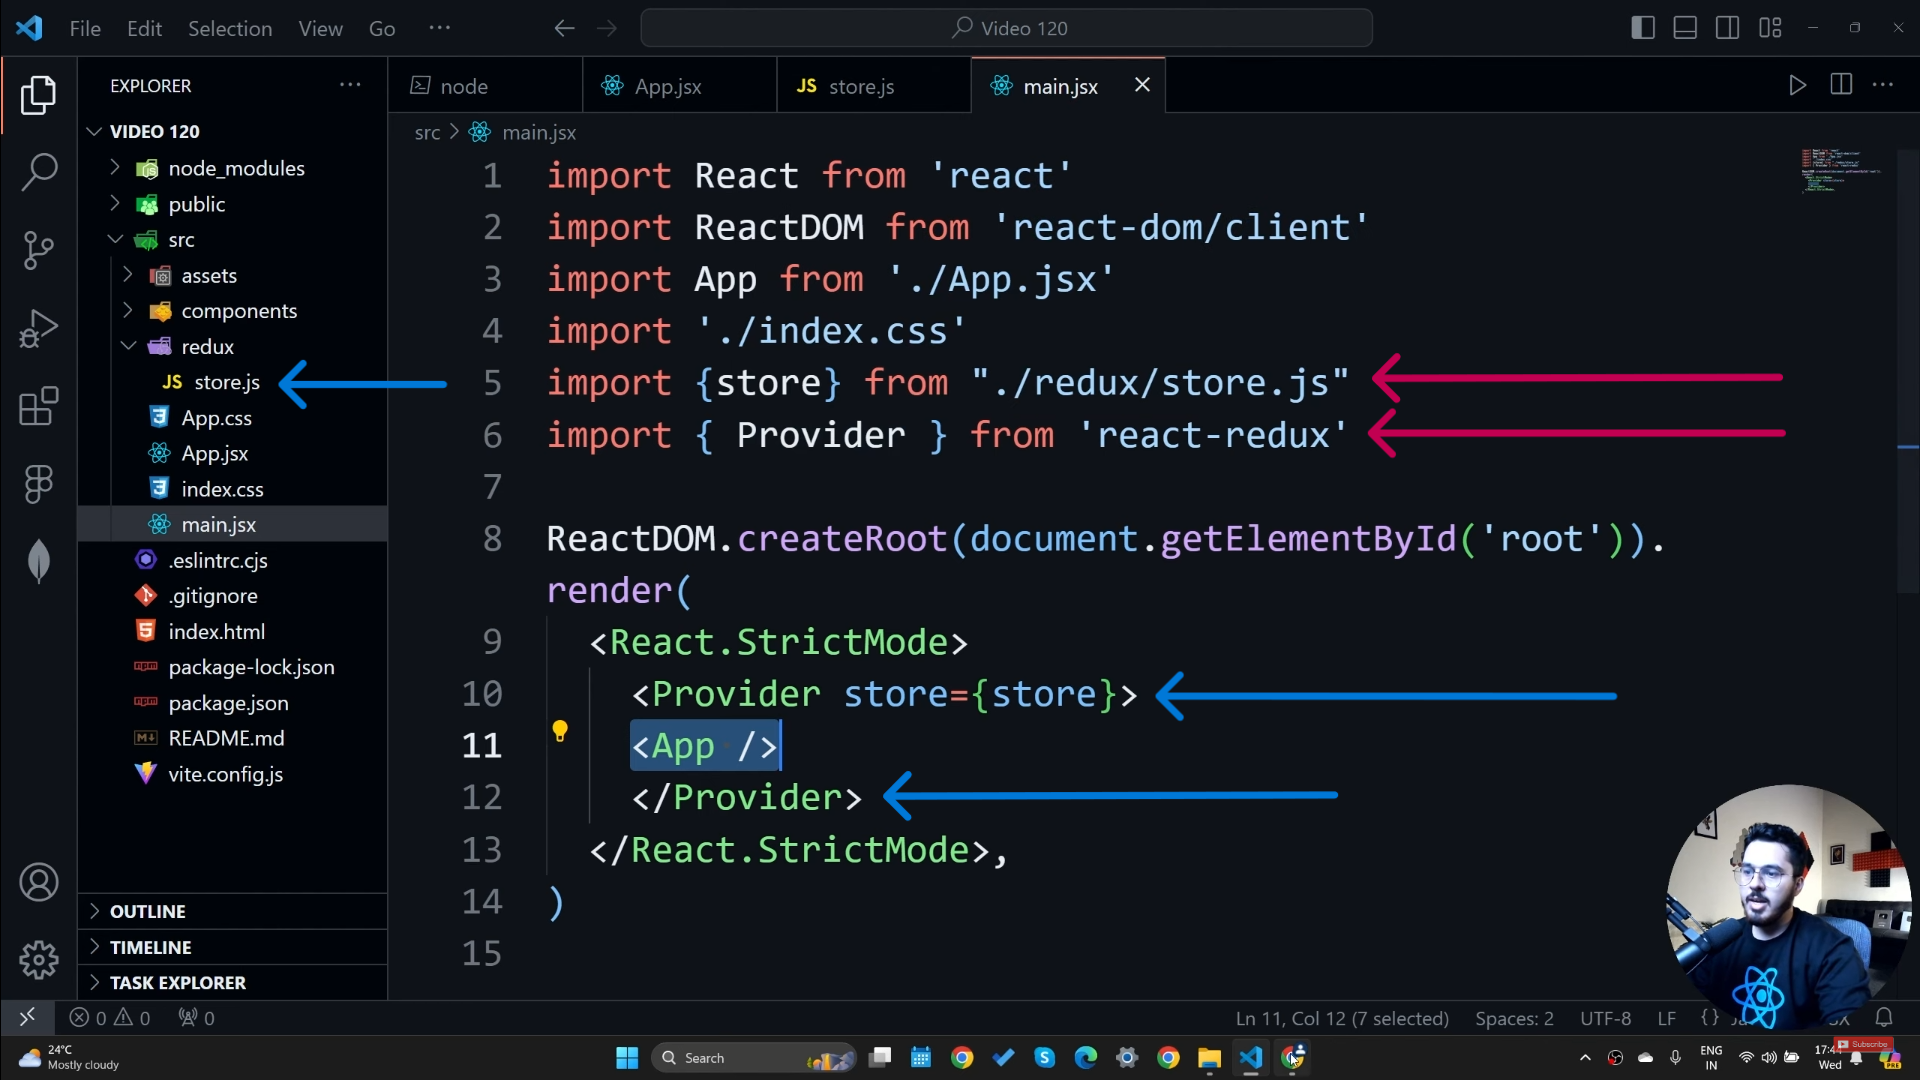 File Edit Selection View Go ··· Video 120
EXPLORER ···
node App.jsx JS store.js main.jsx
VIDEO 120
src > main.jsx
node_modules
public
src
assets
components
redux
JS store.js
App.css
App.jsx
index.css
main.jsx
.eslintrc.cjs
.gitignore
index.html
package-lock.json
package.json
README.md
vite.config.js
OUTLINE
TIMELINE
TASK EXPLORER
1 import React from 'react'
2 import ReactDOM from 'react-dom/client'
3 import App from './App.jsx'
4 import './index.css'
5 import {store} from "./redux/store.js"
6 import { Provider } from 'react-redux'
7
8 ReactDOM.createRoot(document.getElementById('root')).
render(
9 <React.StrictMode>
10 <Provider store={store}>
11 <App />
12 </Provider>
13 </React.StrictMode>,
14 )
15
0 0 0 Ln 11, Col 12 (7 selected) Spaces: 2 UTF-8 LF {}
24°C
Mostly cloudy
Search
ENG
IN
Wed
Subscribe
PRE